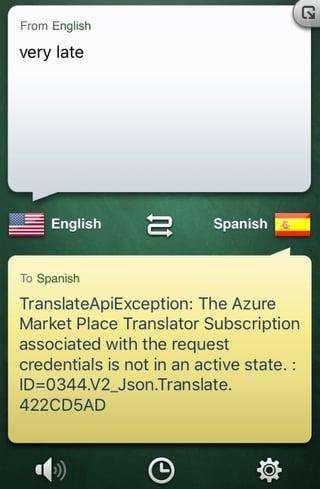 From English
very late
English
Spanish
To Spanish
TranslateApiException: The Azure
Market Place Translator Subscription
associated with the request
credentials is not in an active state. :
ID=0344.V2_Json.Translate.
422CD5AD